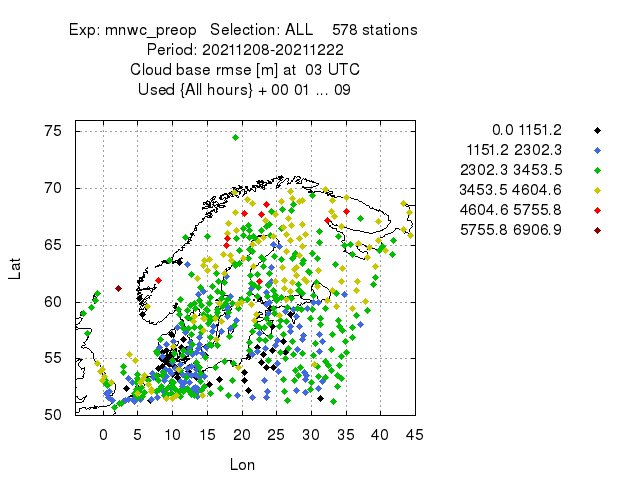 Exp: mnwc_preop   Selection: ALL    578 stations
Period: 20211208-20211222
Cloud base rmse [m] at  03 UTC
Used {All hours} + 00 01 ... 09
0.0 1151.2
1151.2 2302.3
2302.3 3453.5
3453.5 4604.6
4604.6 5755.8
5755.8 6906.9
75
70
65
60
55
50
Lat
0 5 10 15 20 25 30 35 40 45
Lon